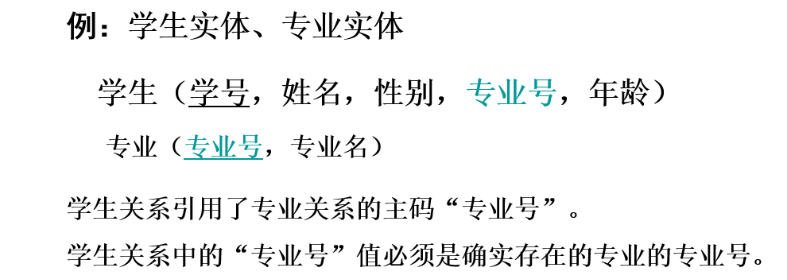 例：学生实体、专业实体
学生（学号，姓名，性别，专业号，年龄）
专业（专业号，专业名）
学生关系引用了专业关系的主码“专业号”。
学生关系中的“专业号”值必须是确实存在的专业的专业号。